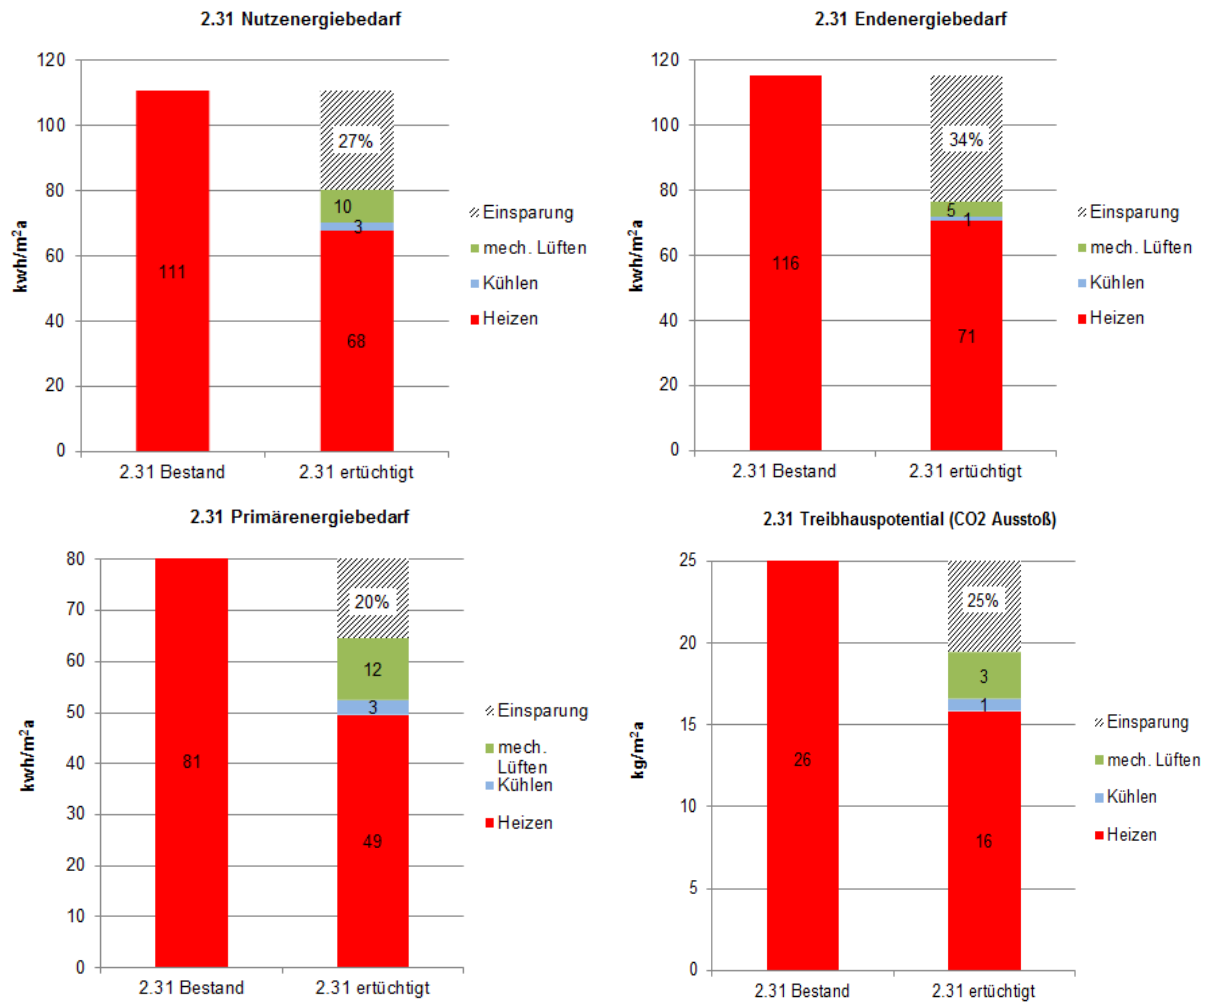 2.31 Nutzenergiebedarf
120
100
80
60
40
20
0
kwh/m²a
111
27%
10
3
68
2.31 Bestand
2.31 ertüchtigt
Einsparung
mech. Lüften
Kühlen
Heizen
2.31 Endenergiebedarf
120
100
80
60
40
20
0
kwh/m²a
116
34%
5
1
71
2.31 Bestand
2.31 ertüchtigt
Einsparung
mech. Lüften
Kühlen
Heizen
2.31 Primärenergiebedarf
80
70
60
50
40
30
20
10
0
kwh/m²a
81
20%
12
3
49
2.31 Bestand
2.31 ertüchtigt
Einsparung
mech.
Lüften
Kühlen
Heizen
2.31 Treibhauspotential (CO2 Ausstoß)
25
20
15
10
5
0
kg/m²a
26
25%
3
1
16
2.31 Bestand
2.31 ertüchtigt
Einsparung
mech. Lüften
Kühlen
Heizen